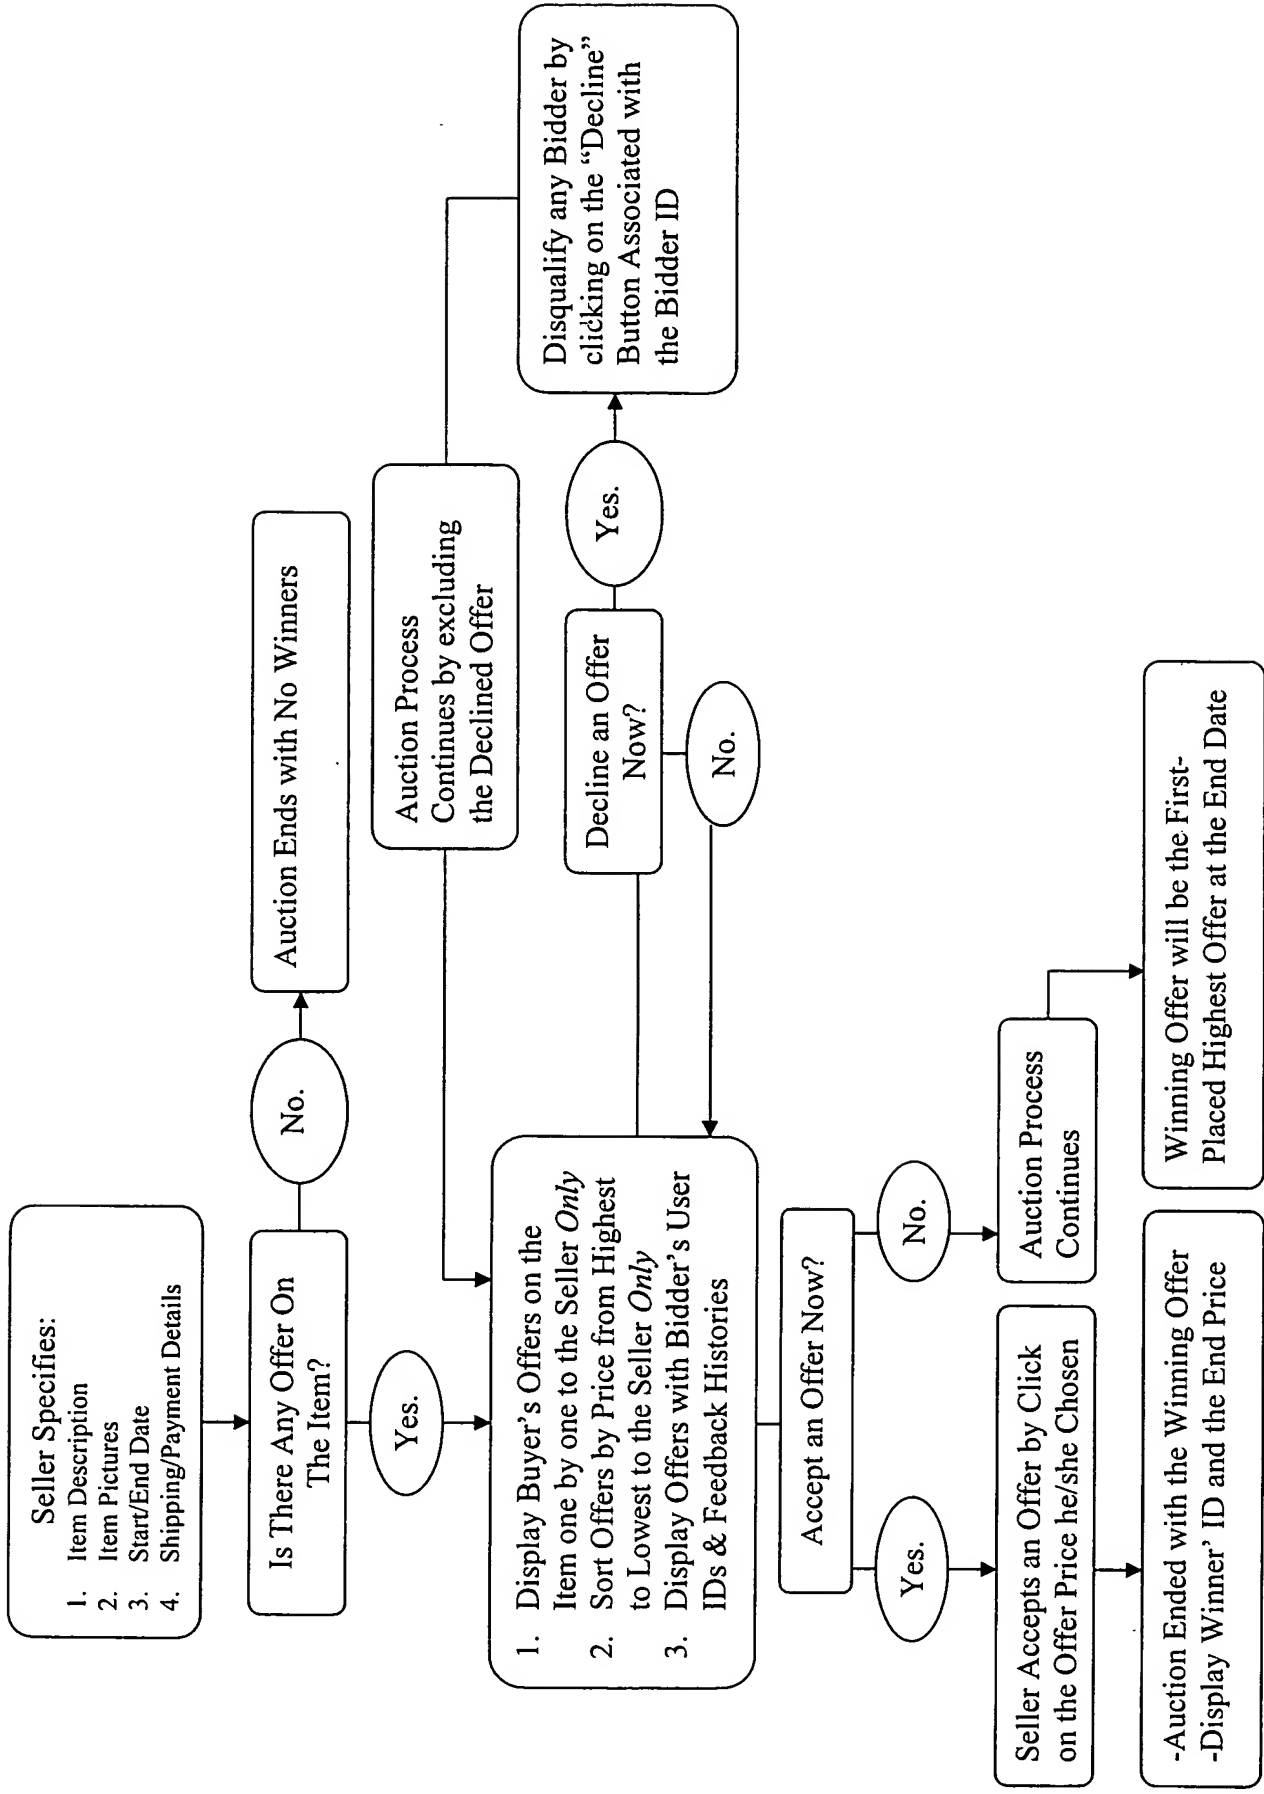 Seller Specifies:
1. Item Description
2. Item Pictures
3. Start/End Date
4. Shipping/Payment Details
Is There Any Offer On
The Item?
No.
Auction Ends with No Winners
Yes.
1. Display Buyer's Offers on the
Item one by one to the Seller Only
2. Sort Offers by Price from Highest
to Lowest to the Seller Only
3. Display Offers with Bidder's User
IDs & Feedback Histories
Auction Process
Continues by excluding
the Declined Offer
Decline an Offer
Now?
Yes.
No.
Disqualify any Bidder by
clicking on the “Decline”
Button Associated with
the Bidder ID
Accept an Offer Now?
Yes.
No.
Seller Accepts an Offer by Click
on the Offer Price he/she Chosen
Auction Process
Continues
-Auction Ended with the Winning Offer
-Display Winner' ID and the End Price
Winning Offer will be the First-
Placed Highest Offer at the End Date